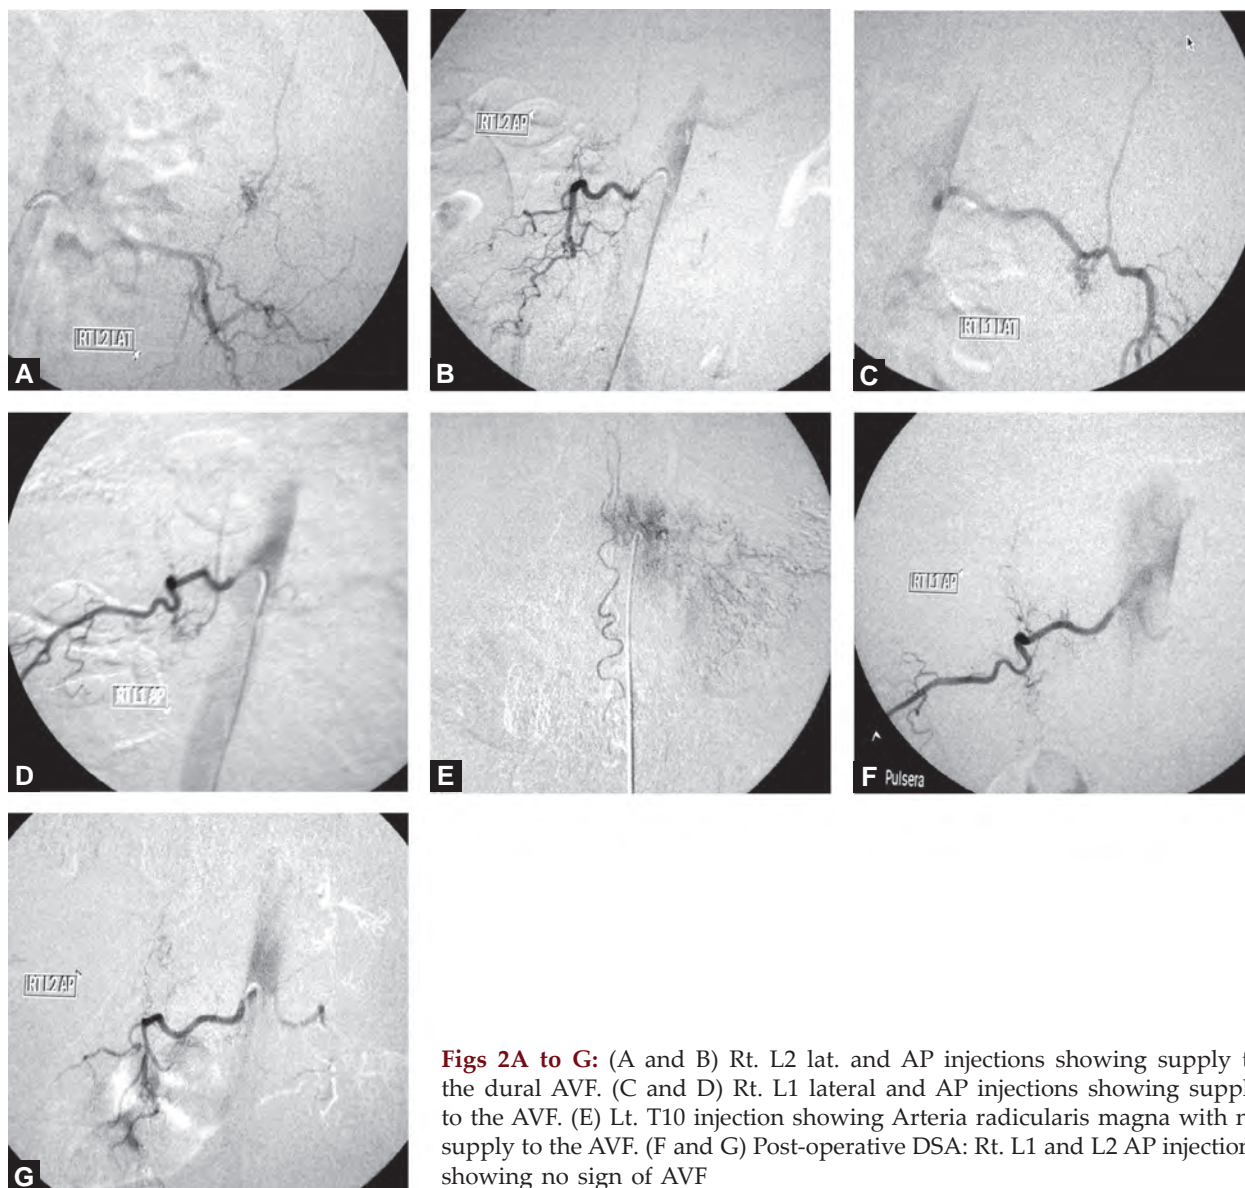 RT L2 LAT
A
RT L2 AP
B
RT L1 LAT
C
RT L1 AP
D
E
RT L1 AP
Pulsera
F
RT L2 AP
G
Figs 2A to G: (A and B) Rt. L2 lat. and AP injections showing supply
the dural AVF. (C and D) Rt. L1 lateral and AP injections showing
to the AVF. (E) Lt. T10 injection showing Arteria radicularis magna with
supply to the AVF. (F and G) Post-operative DSA: Rt. L1 and L2 AP
showing no sign of AVF